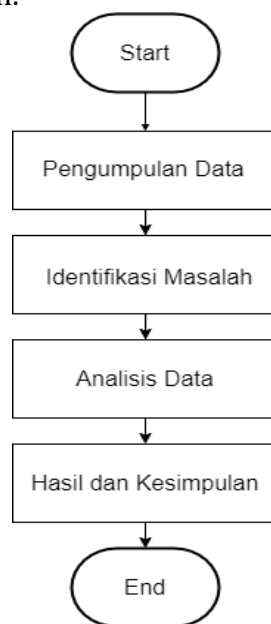 Start
Pengumpulan Data
Identifikasi Masalah
Analisis Data
Hasil dan Kesimpulan
End